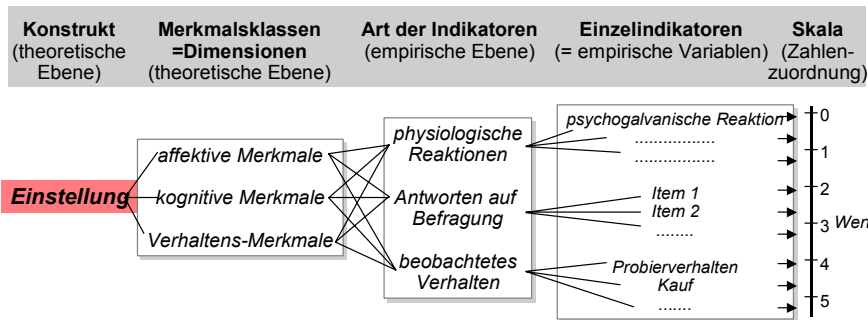 Konstrukt
(theoretische
Ebene)
Merkmalsklassen
=Dimensionen
(theoretische Ebene)
Art der Indikatoren
(empirische Ebene)
Einzelindikatoren
(= empirische Variablen)
Skala
(Zahlen-
zuordnung)
Einstellung
affektive Merkmale
kognitive Merkmale
Verhaltens-Merkmale
physiologische
Reaktionen
Antworten auf
Befragung
beobachtetes
Verhalten
psychogalvanische Reaktion
.................
.................
Item 1
Item 2
........
Probierverhalten
Kauf
.......
0
1
2
3 Wert
4
5